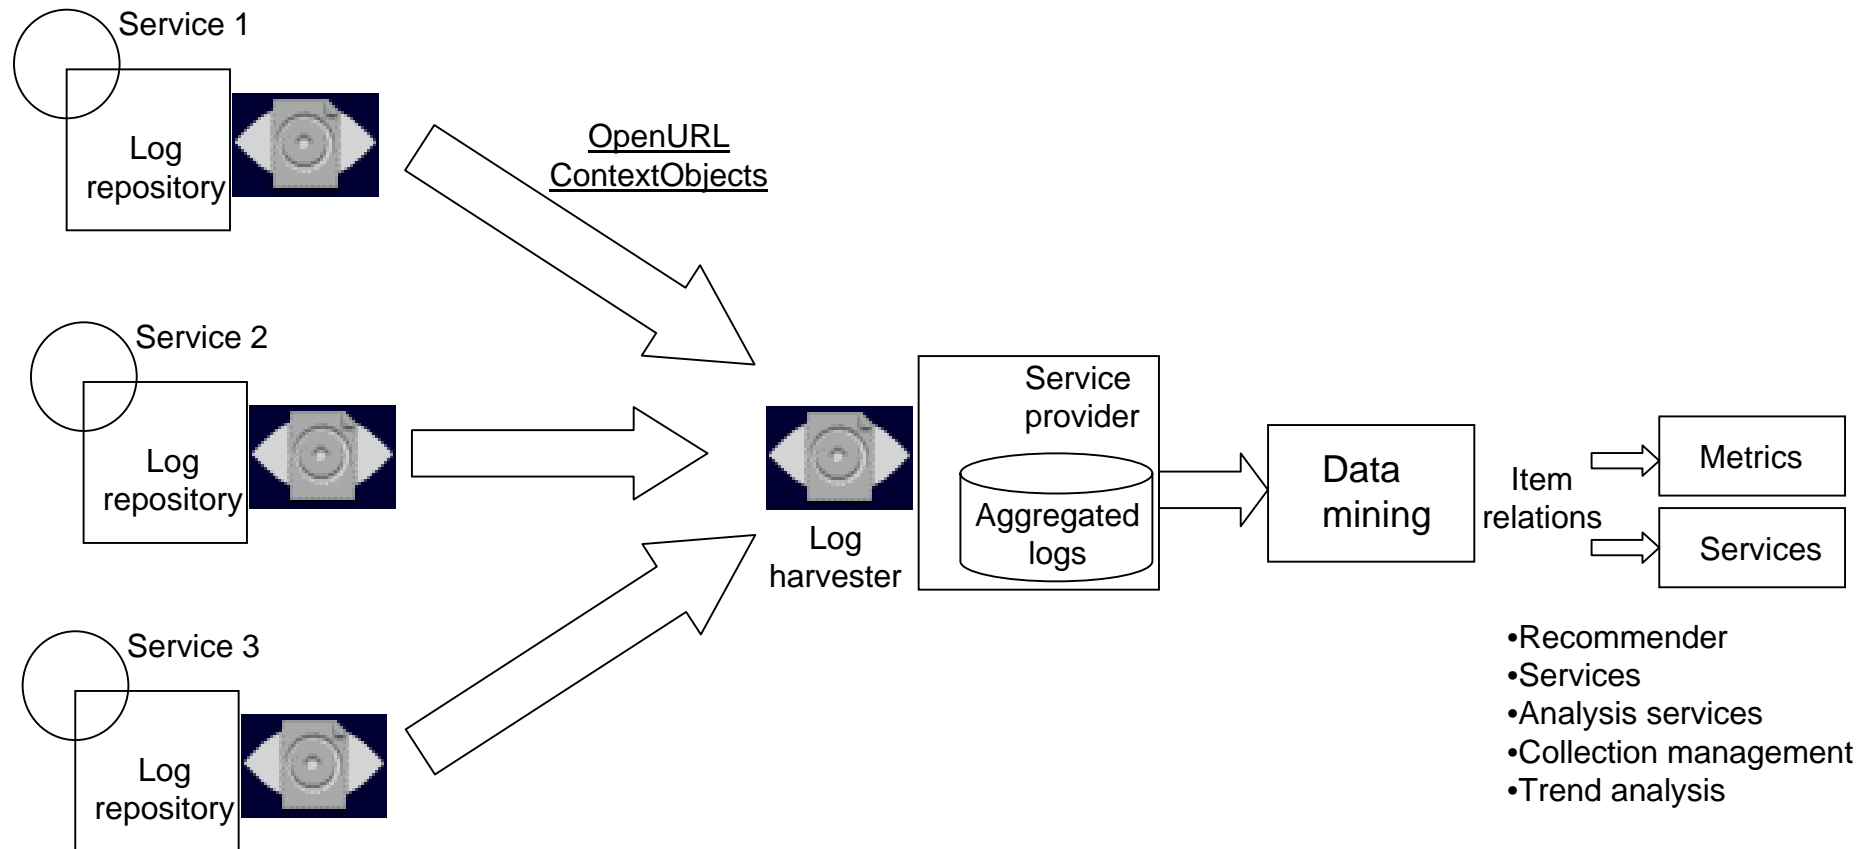 Service 1
Log
repository
OpenURL
ContextObjects
Service 2
Log
repository
Service 3
Log
repository
Log
harvester
Service
provider
Aggregated
logs
Data
mining
Item
relations
Metrics
Services
•Recommender
•Services
•Analysis services
•Collection management
•Trend analysis